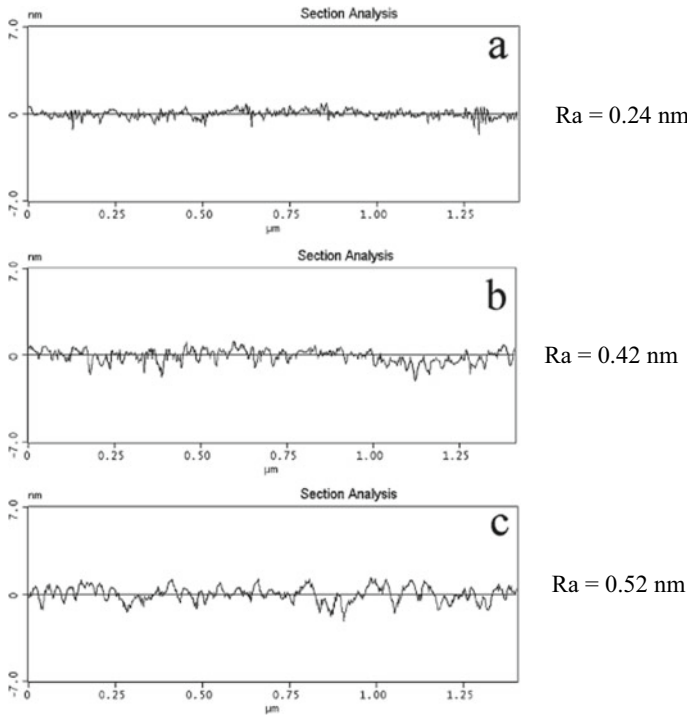 nm
Section Analysis
7.0
a
0
Ra = 0.24 nm
-7.0
0 0.25 0.50 0.75 1.00 1.25
µm
nm
Section Analysis
7.0
b
0
Ra = 0.42 nm
-7.0
0 0.25 0.50 0.75 1.00 1.25
µm
nm
Section Analysis
7.0
c
0
Ra = 0.52 nm
-7.0
0 0.25 0.50 0.75 1.00 1.25
µm